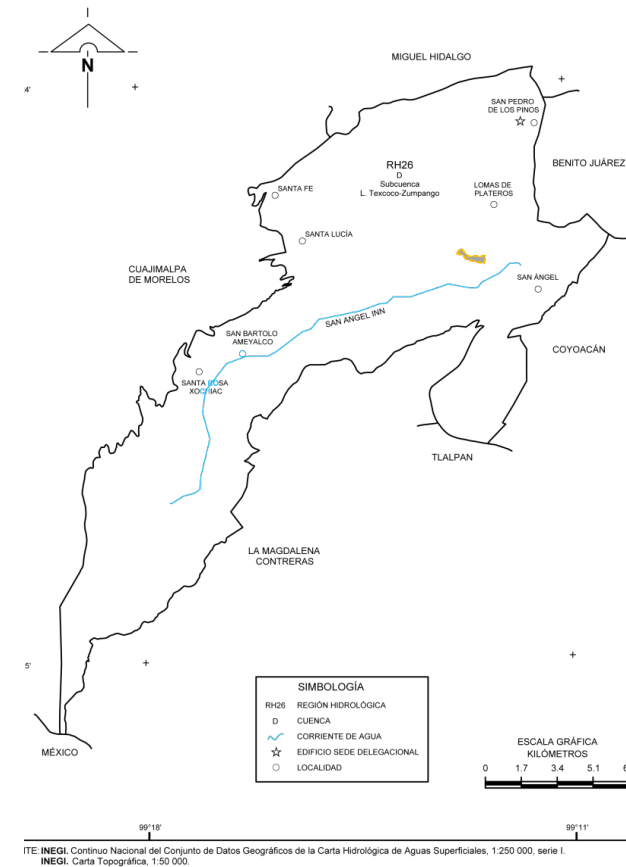 N
MIGUEL HIDALGO
4'
SAN PEDRO
DE LOS PINOS
BENITO JUÁREZ
RH26
D
Subcuenca
L. Texcoco-Zumpango
LOMAS DE
PLATEROS
SANTA FE
SANTA LUCÍA
CUAJIMALPA
DE MORELOS
SAN ÁNGEL
SAN ANGEL INN
SAN BARTOLO
AMEYALCO
COYOACÁN
SANTA ROSA
XOCHIAC
TLALPAN
LA MAGDALENA
CONTRERAS
5'
SIMBOLOGÍA
RH26 REGIÓN HIDROLÓGICA
D CUENCA
CORRIENTE DE AGUA
EDIFICIO SEDE DELEGACIONAL
LOCALIDAD
MÉXICO
ESCALA GRÁFICA
KILÓMETROS
0 1.7 3.4 5.1 6
99°18' 99°11'
TE: INEGI. Continuo Nacional del Conjunto de Datos Geográficos de la Carta Hidrológica de Aguas Superficiales, 1:250 000, serie I.
INEGI. Carta Topográfica, 1:50 000.